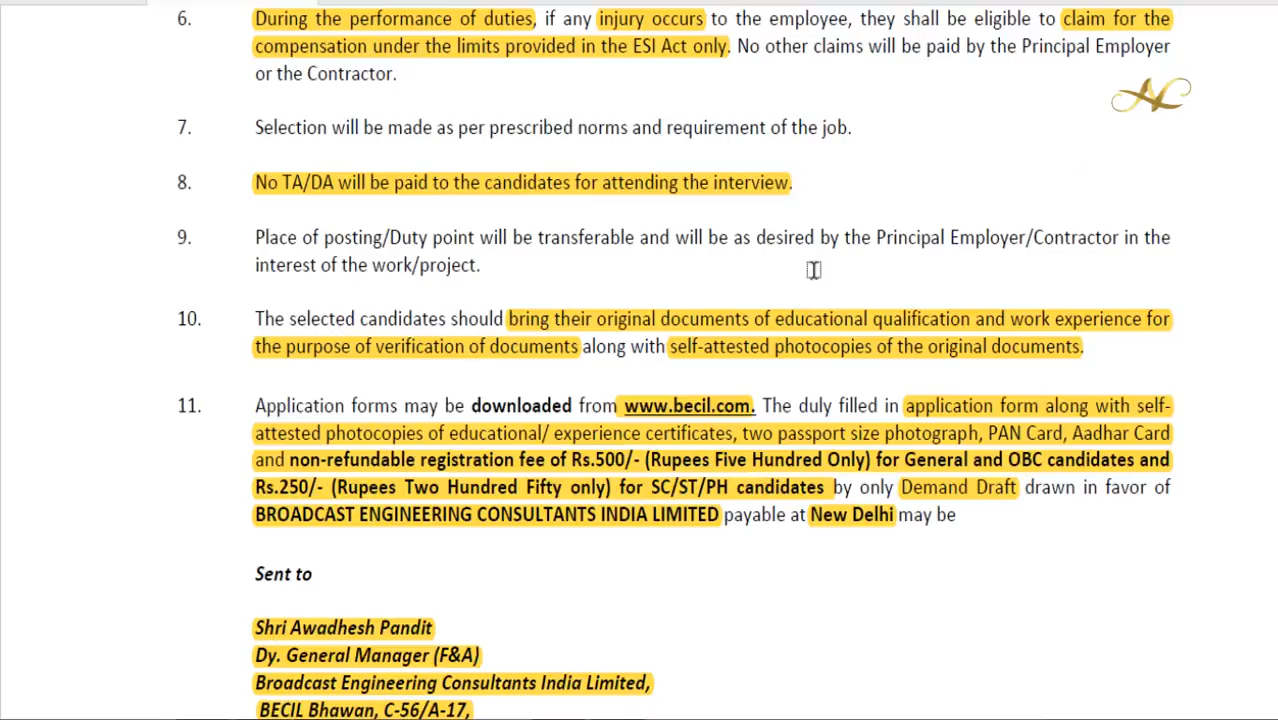 6. During the performance of duties, if any injury occurs to the employee, they shall be eligible to claim for the
compensation under the limits provided in the ESI Act only. No other claims will be paid by the Principal Employer
or the Contractor.
7. Selection will be made as per prescribed norms and requirement of the job.
8. No TA/DA will be paid to the candidates for attending the interview.
9. Place of posting/Duty point will be transferable and will be as desired by the Principal Employer/Contractor in the
interest of the work/project.
10. The selected candidates should bring their original documents of educational qualification and work experience for
the purpose of verification of documents along with self-attested photocopies of the original documents.
11. Application forms may be downloaded from www.becil.com. The duly filled in application form along with self-
attested photocopies of educational/ experience certificates, two passport size photograph, PAN Card, Aadhar Card
and non-refundable registration fee of Rs.500/- (Rupees Five Hundred Only) for General and OBC candidates and
Rs.250/- (Rupees Two Hundred Fifty only) for SC/ST/PH candidates by only Demand Draft drawn in favor of
BROADCAST ENGINEERING CONSULTANTS INDIA LIMITED payable at New Delhi may be
Sent to
Shri Awadhesh Pandit
Dy. General Manager (F&A)
Broadcast Engineering Consultants India Limited,
BECIL Bhawan, C-56/A-17,